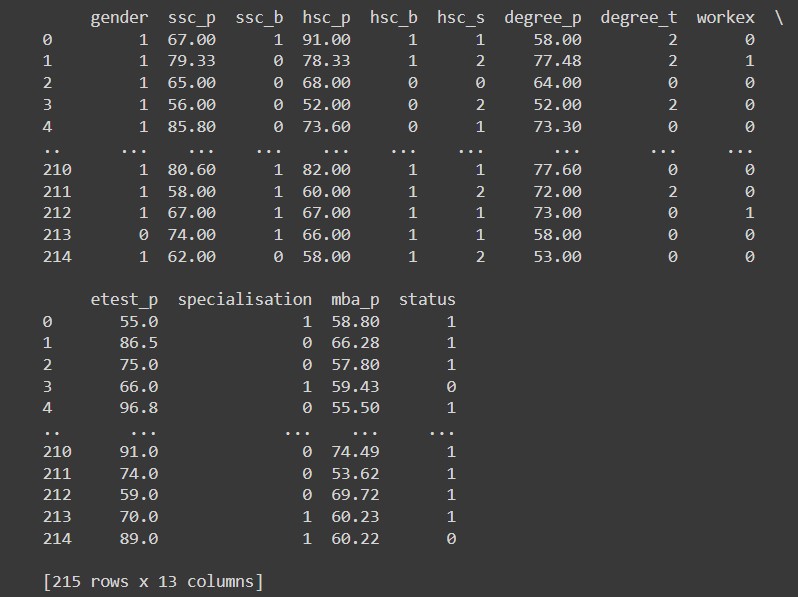 gender ssc_p ssc_b hsc_p hsc_b hsc_s degree_p degree_t workex \
0 1 67.00 1 91.00 1 1 58.00 2 0
1 1 79.33 0 78.33 1 2 77.48 2 1
2 1 65.00 0 68.00 0 0 64.00 0 0
3 1 56.00 0 52.00 0 2 52.00 2 0
4 1 85.80 0 73.60 0 1 73.30 0 0
.. ... ... ... ... ... ... ... ... ...
210 1 80.60 1 82.00 1 1 77.60 0 0
211 1 58.00 1 60.00 1 2 72.00 2 0
212 1 67.00 1 67.00 1 1 73.00 0 1
213 0 74.00 1 66.00 1 1 58.00 0 0
214 1 62.00 0 58.00 1 2 53.00 0 0
etest_p specialisation mba_p status
0 55.0 1 58.80 1
1 86.5 0 66.28 1
2 75.0 0 57.80 1
3 66.0 1 59.43 0
4 96.8 0 55.50 1
.. ... ... ... ...
210 91.0 0 74.49 1
211 74.0 0 53.62 1
212 59.0 0 69.72 1
213 70.0 1 60.23 1
214 89.0 1 60.22 0
[215 rows x 13 columns]